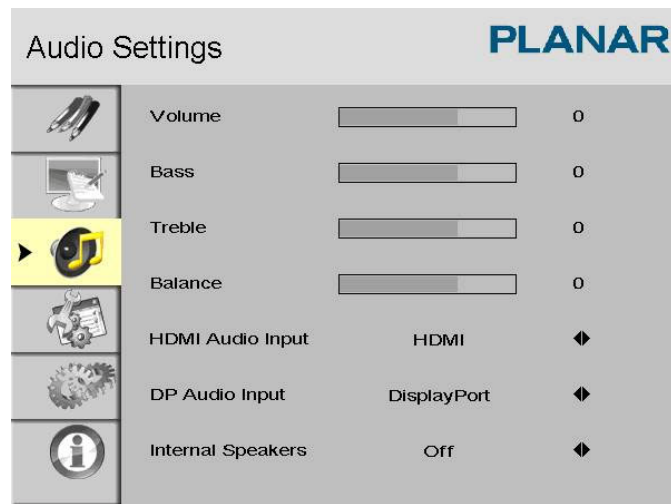 Audio Settings
PLANAR
Volume 0
Bass 0
Treble 0
Balance 0
HDMI Audio Input HDMI
DP Audio Input DisplayPort
Internal Speakers Off